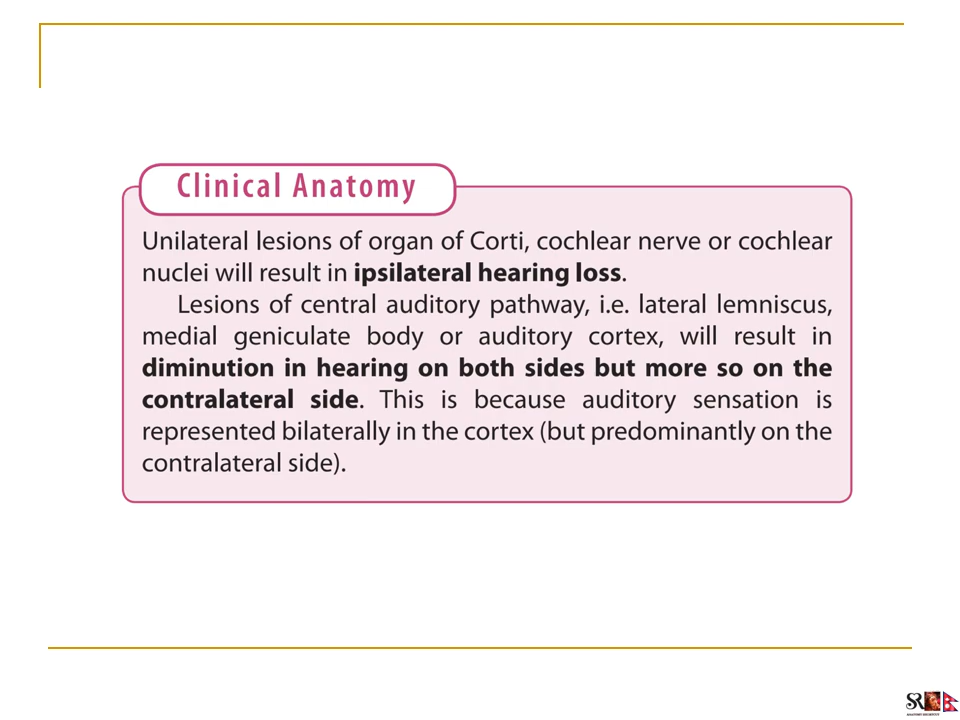 Clinical Anatomy
Unilateral lesions of organ of Corti, cochlear nerve or cochlear
nuclei will result in ipsilateral hearing loss.
Lesions of central auditory pathway, i.e. lateral lemniscus,
medial geniculate body or auditory cortex, will result in
diminution in hearing on both sides but more so on the
contralateral side. This is because auditory sensation is
represented bilaterally in the cortex (but predominantly on the
contralateral side).
SR